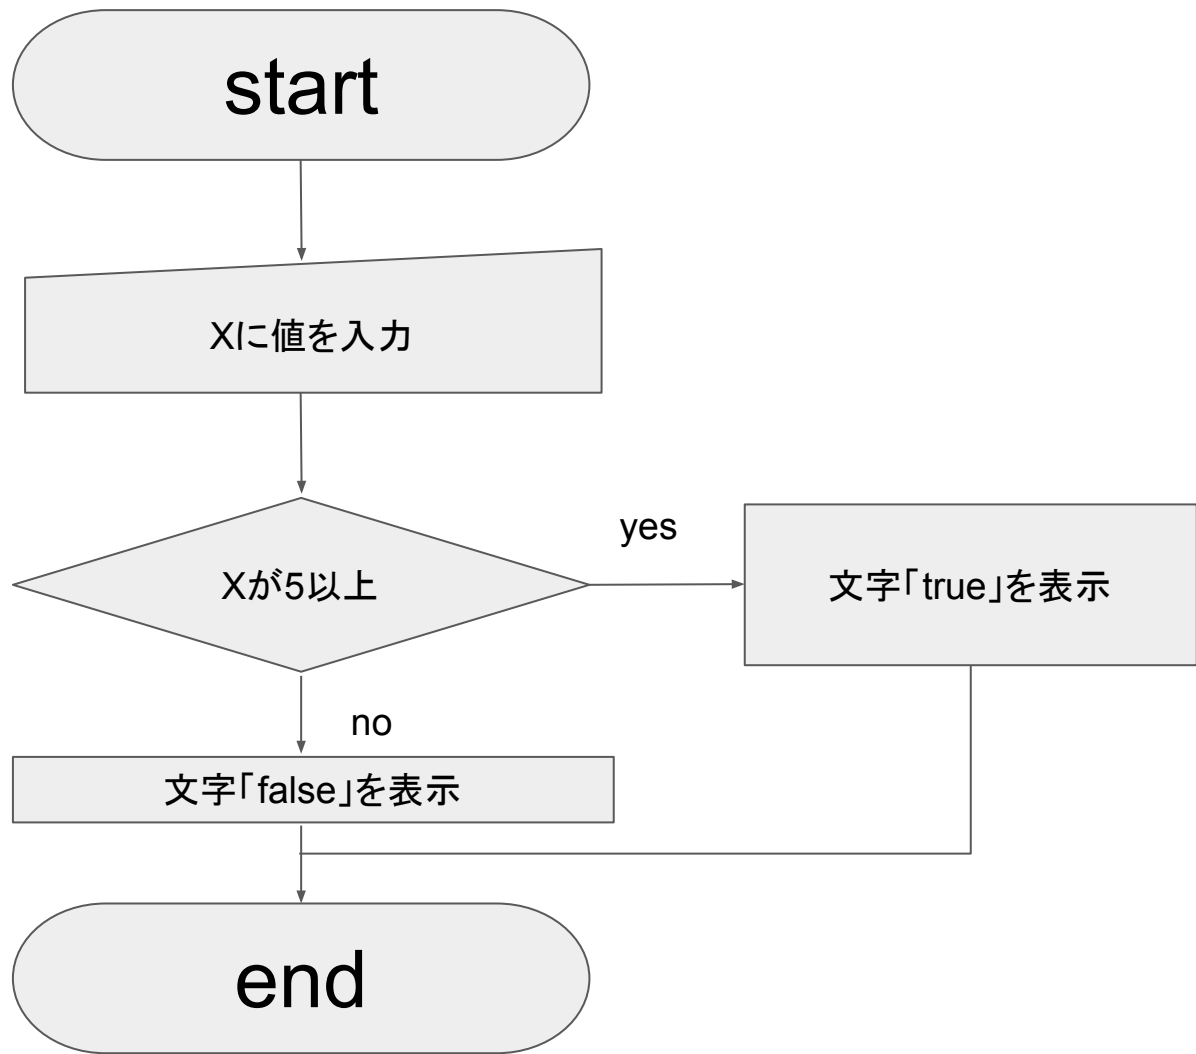 start
Xに値を入力
Xが5以上
yes
文字「true」を表示
no
文字「false」を表示
end